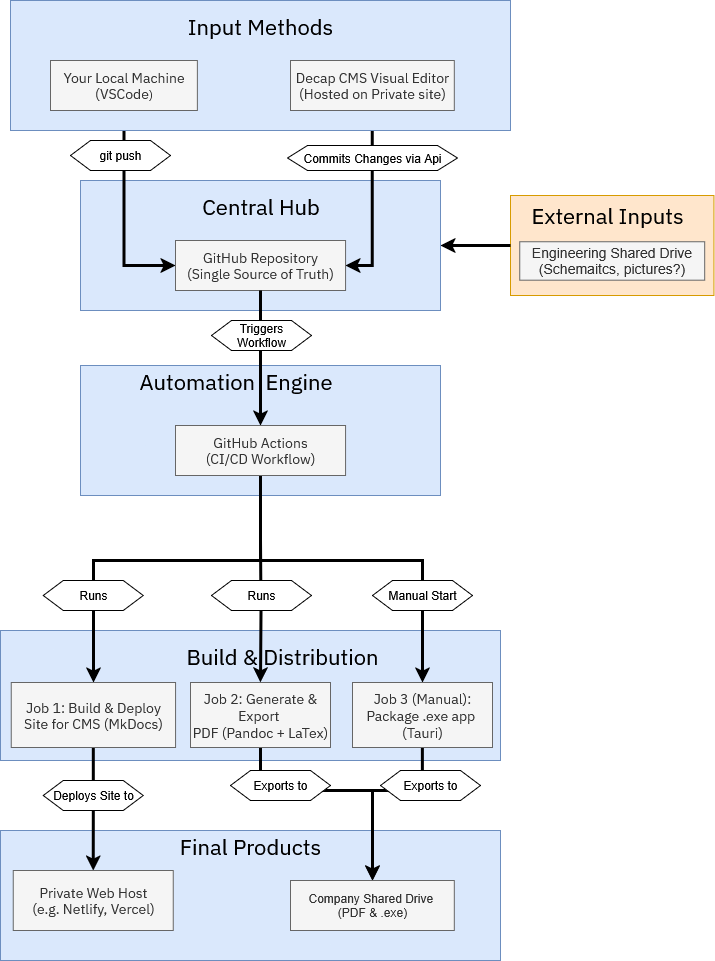 Input Methods
Your Local Machine
(VSCode)
Decap CMS Visual Editor
(Hosted on Private site)
git push
Commits Changes via Api
Central Hub
GitHub Repository
(Single Source of Truth)
External Inputs
Engineering Shared Drive
(Schemaitcs, pictures?)
Triggers
Workflow
Automation Engine
GitHub Actions
(CI/CD Workflow)
Runs
Runs
Manual Start
Build & Distribution
Job 1: Build & Deploy
Site for CMS (MkDocs)
Job 2: Generate &
Export
PDF (Pandoc + LaTex)
Job 3 (Manual):
Package .exe app
(Tauri)
Deploys Site to
Exports to
Exports to
Final Products
Private Web Host
(e.g. Netlify, Vercel)
Company Shared Drive
(PDF & .exe)